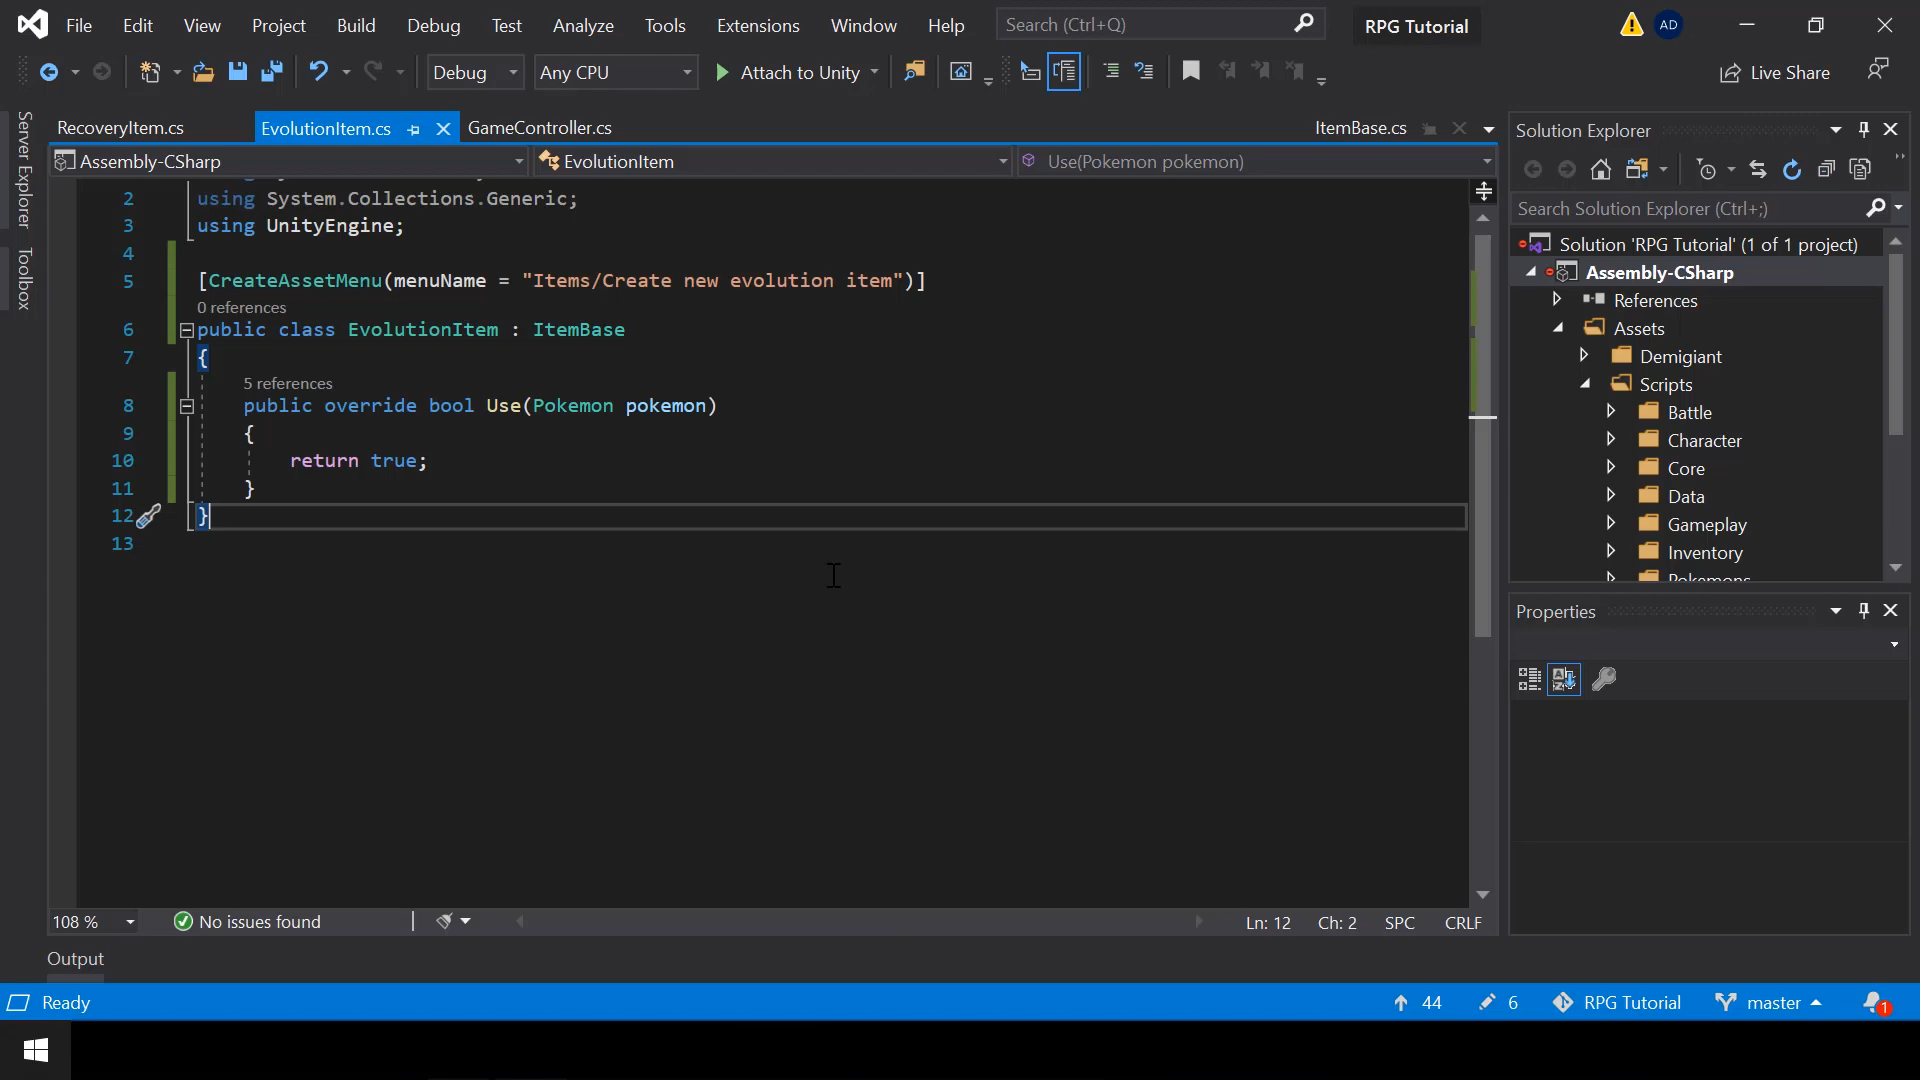 File Edit View Project Build Debug Test Analyze Tools Extensions Window Help Search (Ctrl+Q) RPG Tutorial AD
Debug Any CPU Attach to Unity Live Share
Server Explorer
Toolbox
RecoveryItem.cs EvolutionItem.cs GameController.cs ItemBase.cs
Assembly-CSharp EvolutionItem Use(Pokemon pokemon)
2 using System.Collections.Generic;
3 using UnityEngine;
4
5 [CreateAssetMenu(menuName = "Items/Create new evolution item")]
0 references
6 public class EvolutionItem : ItemBase
7 {
5 references
8 public override bool Use(Pokemon pokemon)
9 {
10 return true;
11 }
12 }
13
108 % No issues found Ln: 12 Ch: 2 SPC CRLF
Solution Explorer
Search Solution Explorer (Ctrl+;)
Solution 'RPG Tutorial' (1 of 1 project)
Assembly-CSharp
References
Assets
Demigiant
Scripts
Battle
Character
Core
Data
Gameplay
Inventory
Pokemons
Properties
Output
Ready 44 6 RPG Tutorial master 1